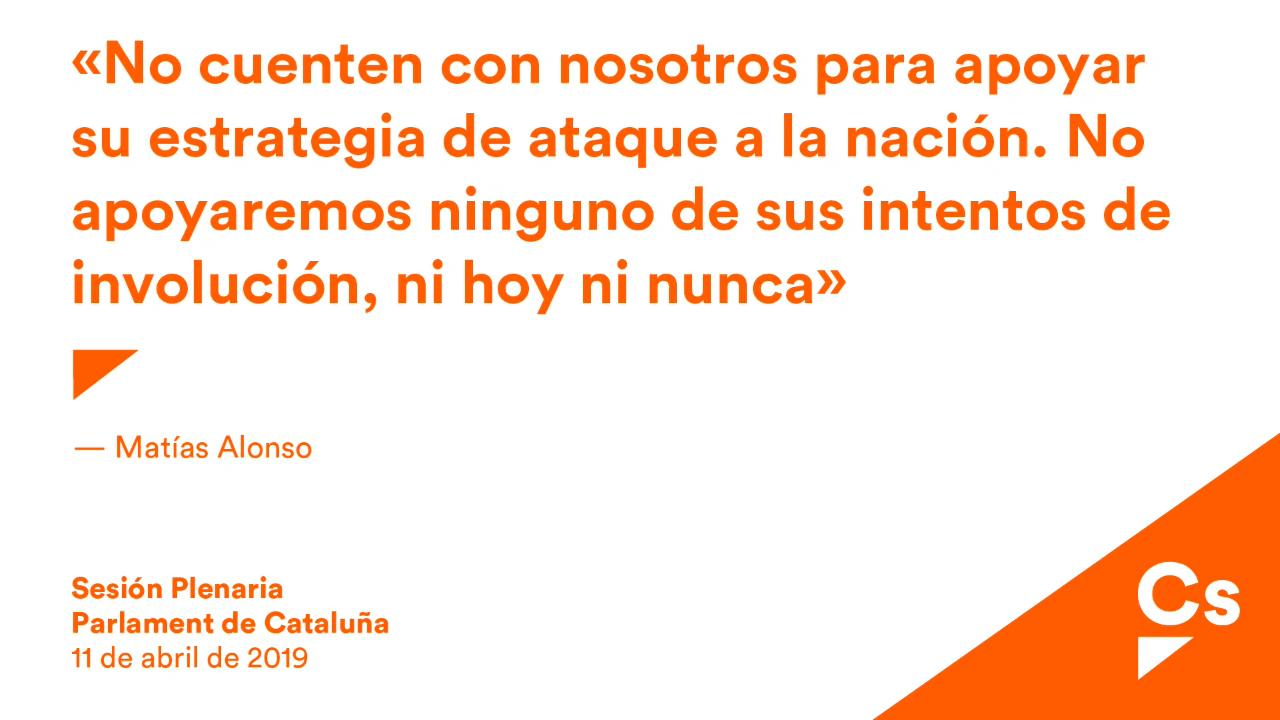 «No cuenten con nosotros para apoyar
su estrategia de ataque a la nación. No
apoyaremos ninguno de sus intentos de
involución, ni hoy ni nunca»
— Matías Alonso
Sesión Plenaria
Parlament de Cataluña
11 de abril de 2019
Cs